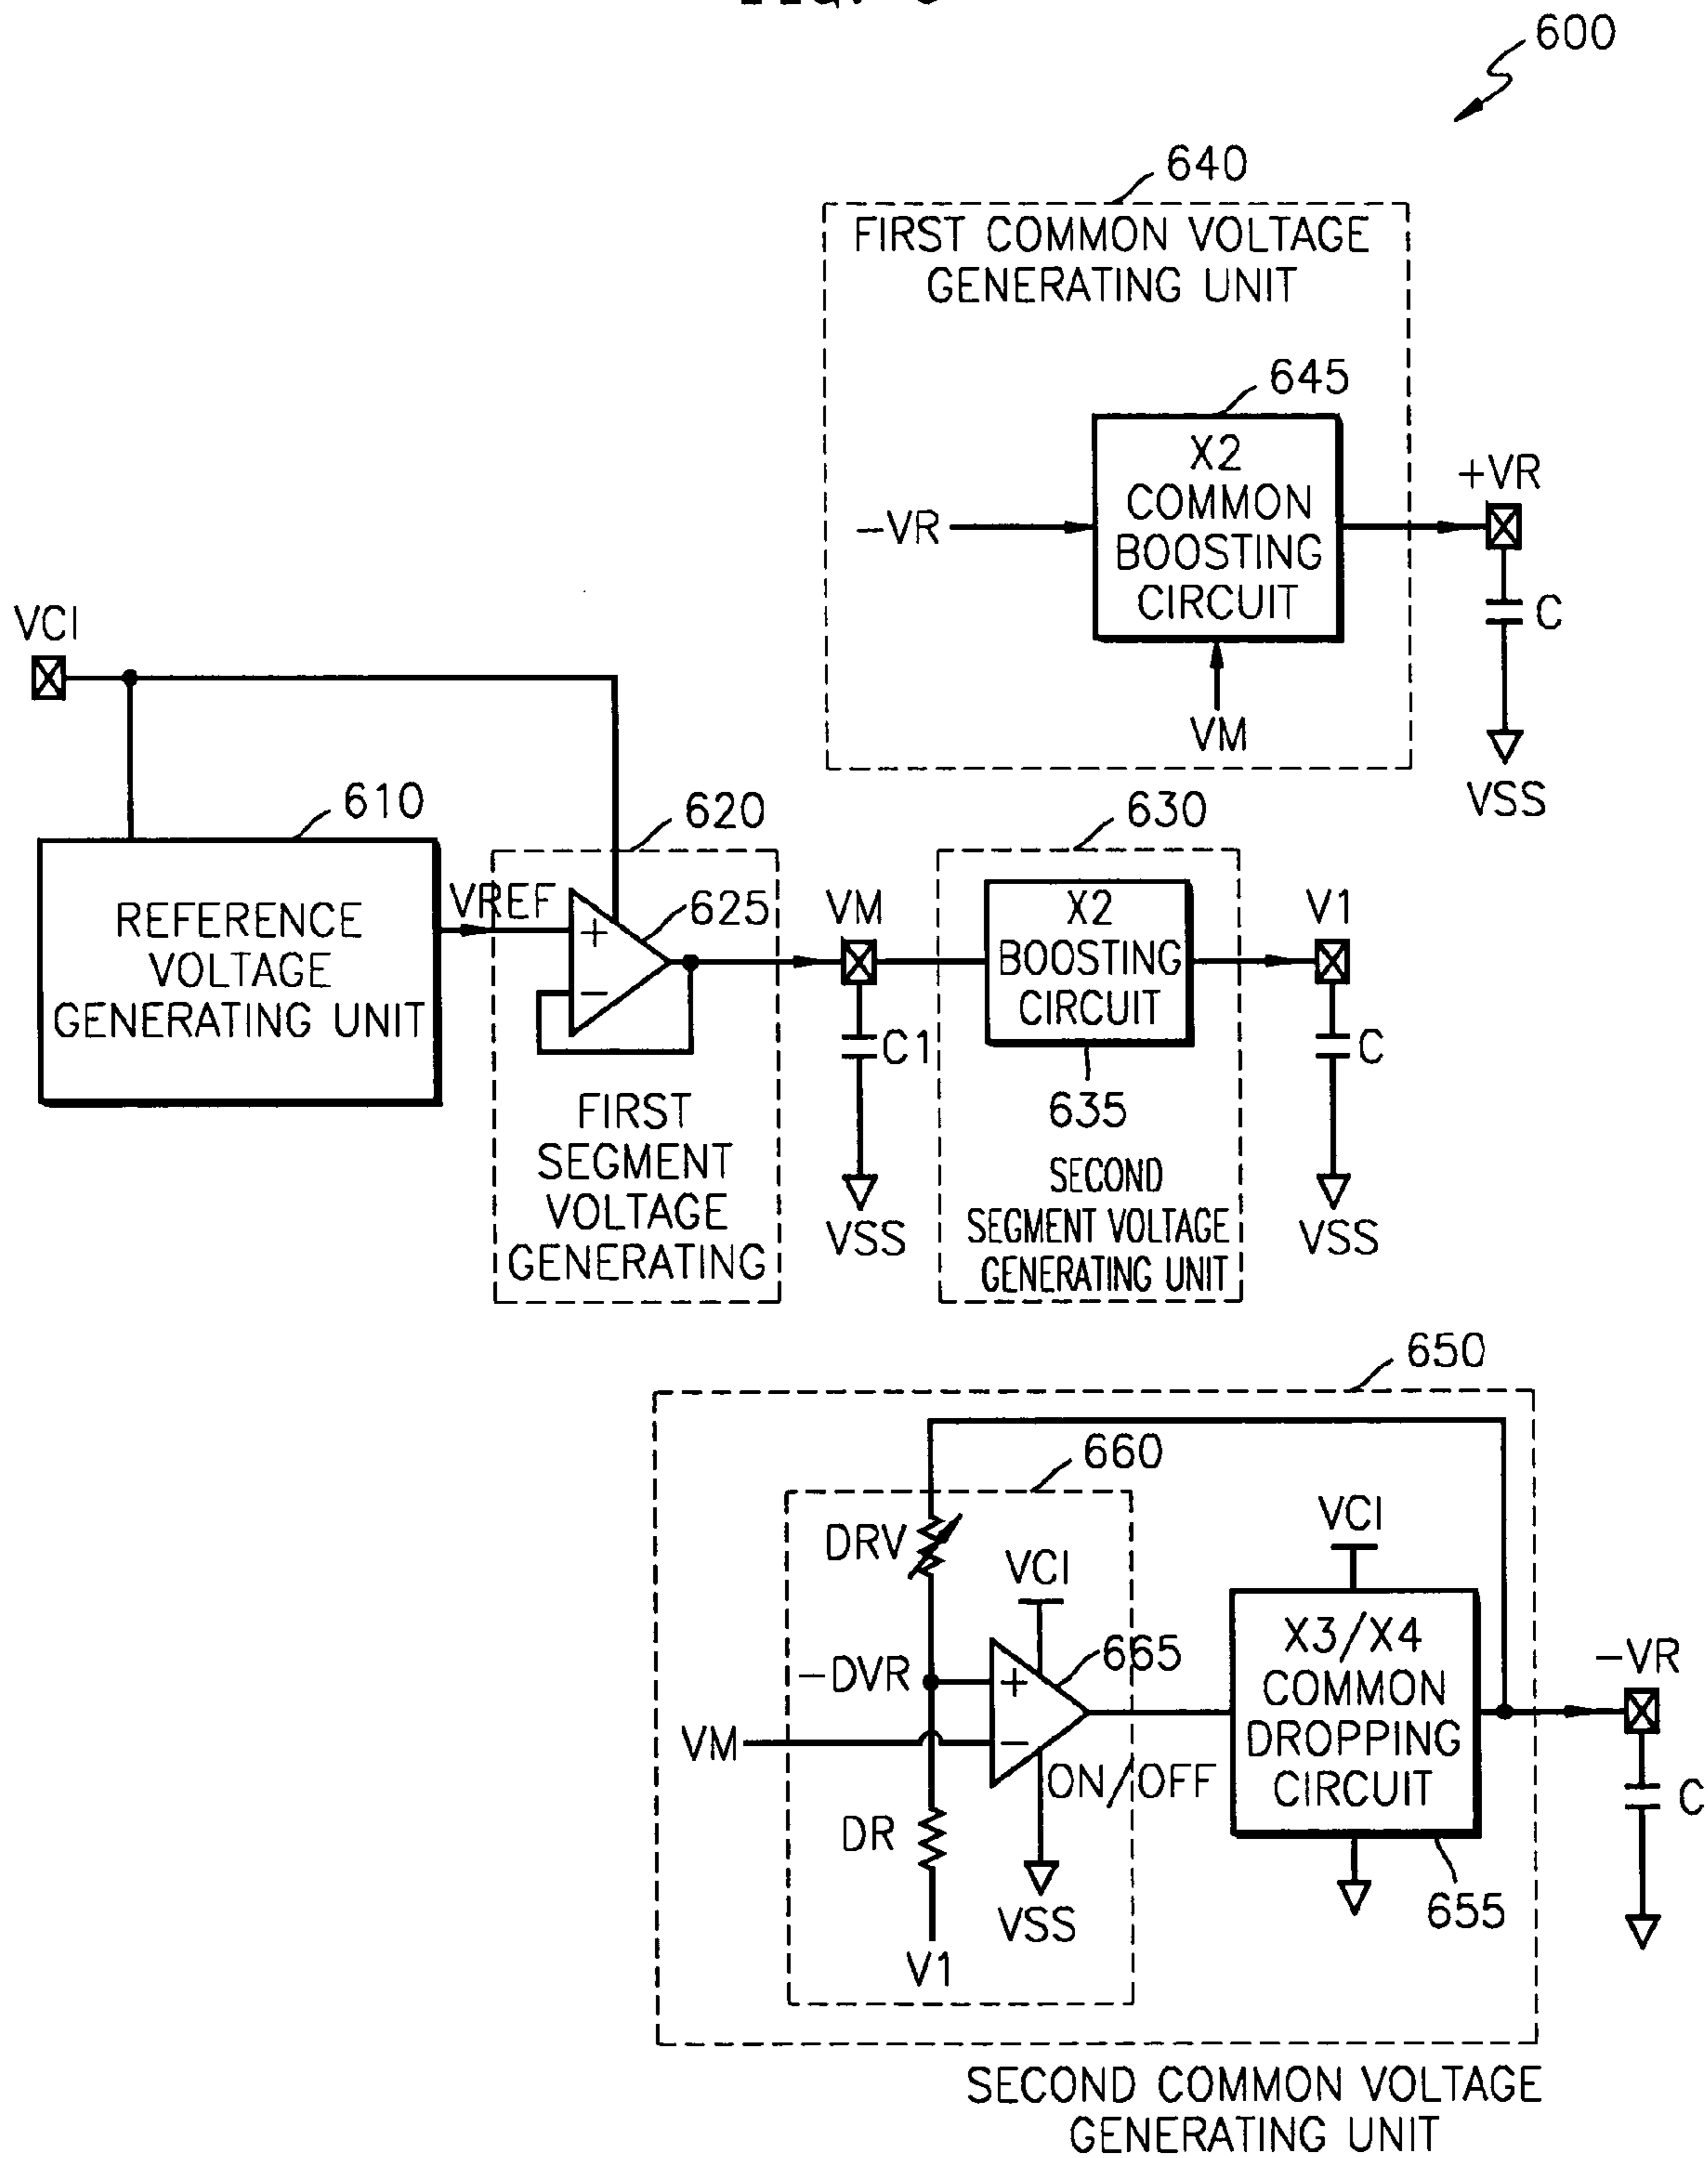 600
640
FIRST COMMON VOLTAGE
GENERATING UNIT
645
X2
COMMON
BOOSTING
CIRCUIT
-VR
VM
+VR
C
VSS
VCI
610
REFERENCE
VOLTAGE
GENERATING UNIT
VREF
620
625
+
-
FIRST
SEGMENT
VOLTAGE
GENERATING
VM
C1
VSS
630
X2
BOOSTING
CIRCUIT
635
SECOND
SEGMENT VOLTAGE
GENERATING UNIT
V1
C
VSS
650
660
DRV
VCI
-DVR
+
-
665
VM
ON/OFF
DR
VSS
V1
VCI
X3/X4
COMMON
DROPPING
CIRCUIT
655
-VR
C
SECOND COMMON VOLTAGE
GENERATING UNIT